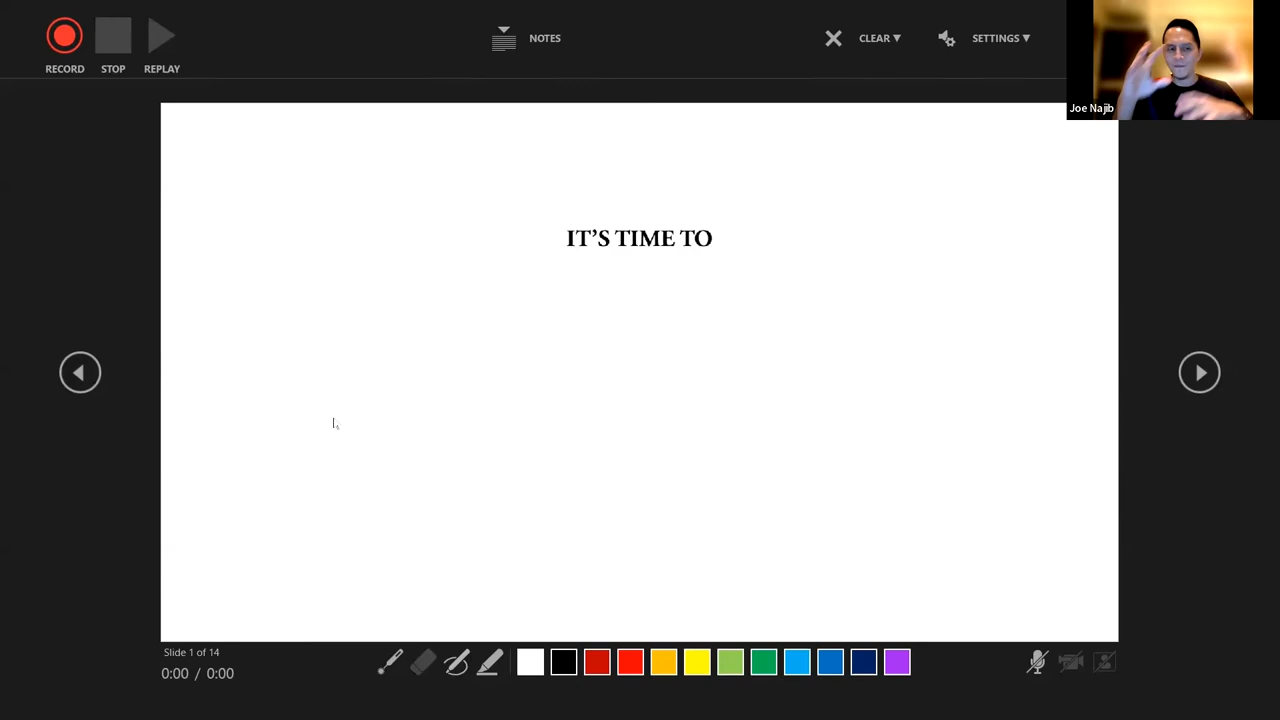 RECORD
STOP
REPLAY
NOTES
CLEAR
SETTINGS
Joe Najib
IT’S TIME TO
Slide 1 of 14
0:00 / 0:00